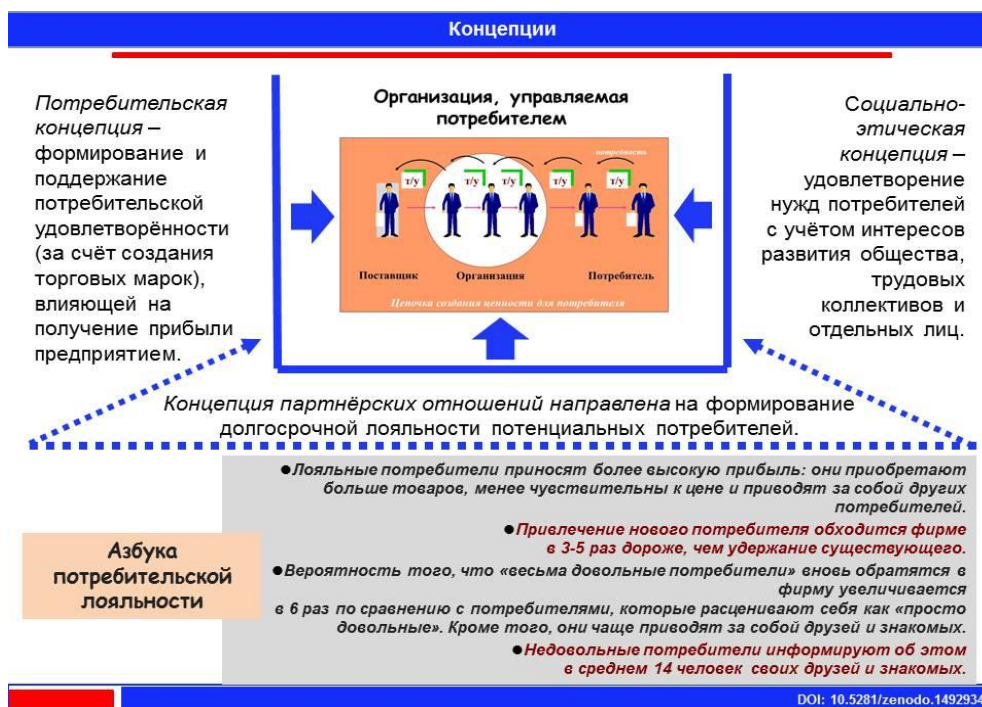 Концепции
Потребительская
концепция –
формирование и
поддержание
потребительской
удовлетворённости
(за счёт создания
торговых марок),
влияющей на
получение прибыли
предприятием.
Организация, управляемая
потребителем
потребность
т/у т/у т/у т/у т/у
Поставщик Организация Потребитель
Цепочка создания ценности для потребителя
Социально-
этическая
концепция –
удовлетворение
нужд потребителей
с учётом интересов
развития общества,
трудовых
коллективов и
отдельных лиц.
Концепция партнёрских отношений направлена на формирование
долгосрочной лояльности потенциальных потребителей.
Азбука
потребительской
лояльности
●Лояльные потребители приносят более высокую прибыль: они приобретают
больше товаров, менее чувствительны к цене и приводят за собой других
потребителей.
●Привлечение нового потребителя обходится фирме
в 3-5 раз дороже, чем удержание существующего.
●Вероятность того, что «весьма довольные потребители» вновь обратятся в
фирму увеличивается
в 6 раз по сравнению с потребителями, которые расценивают себя как «просто
довольные». Кроме того, они чаще приводят за собой друзей и знакомых.
●Недовольные потребители информируют об этом
в среднем 14 человек своих друзей и знакомых.
DOI: 10.5281/zenodo.1492934